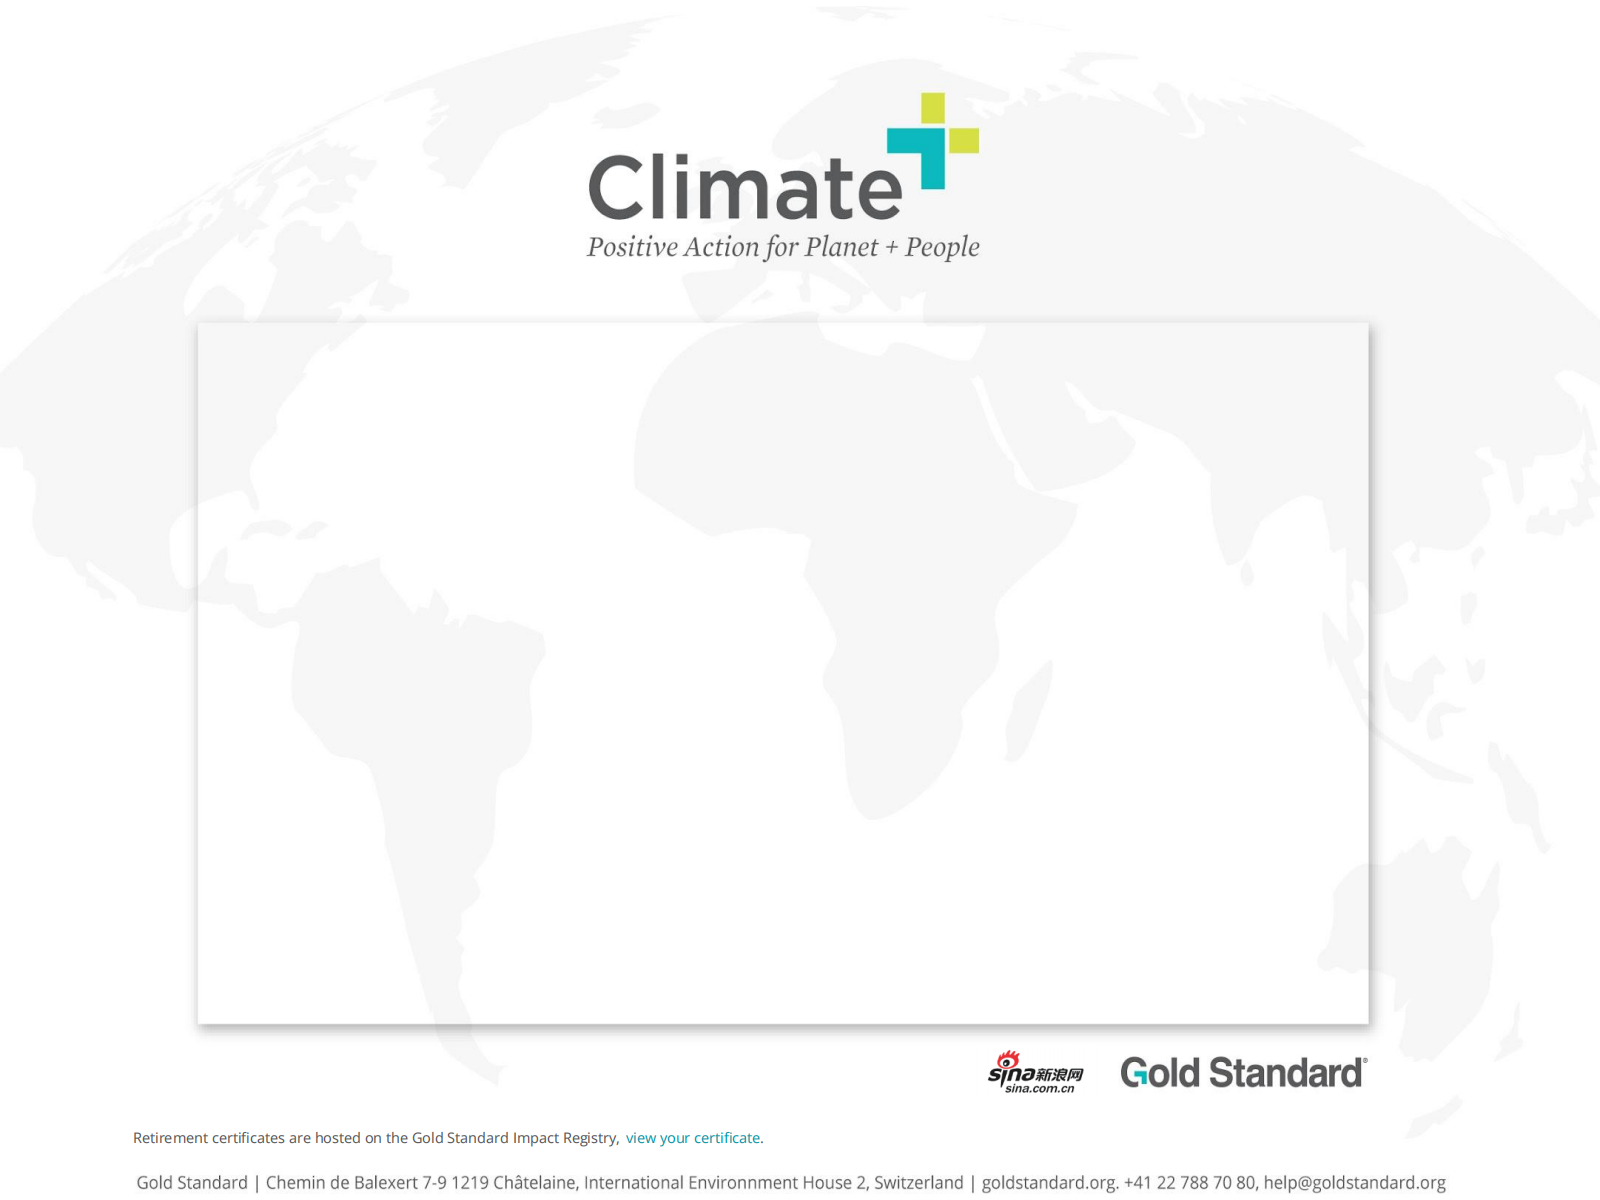 Climate
Positive Action for Planet + People
sina新浪网
sina.com.cn
Gold Standard®
Retirement certificates are hosted on the Gold Standard Impact Registry, view your certificate.
Gold Standard | Chemin de Balexert 7-9 1219 Châtelaine, International Environnment House 2, Switzerland | goldstandard.org. +41 22 788 70 80, help@goldstandard.org